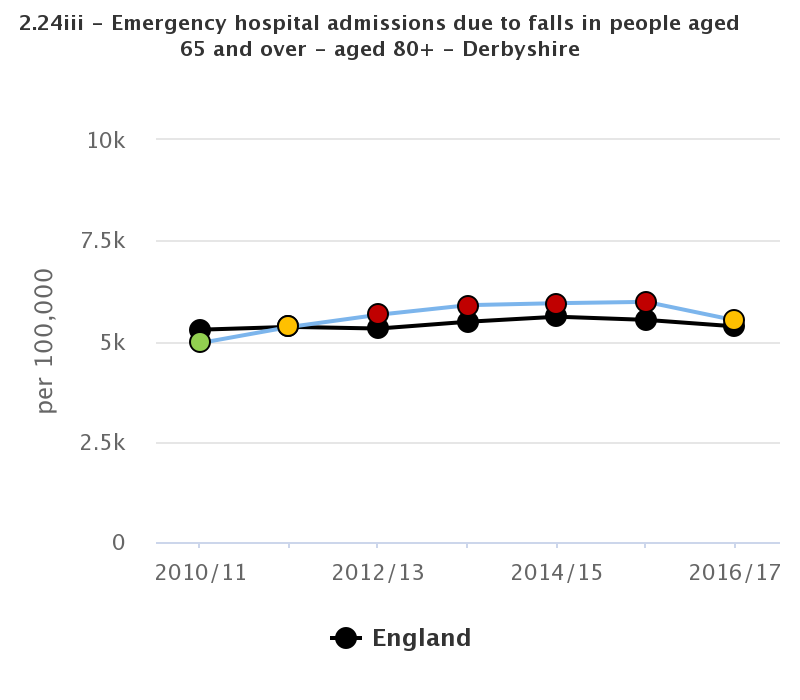 2.24iii – Emergency hospital admissions due to falls in people aged
65 and over – aged 80+ – Derbyshire
10k
7.5k
5k
2.5k
0
per 100,000
2010/11
2012/13
2014/15
2016/17
England